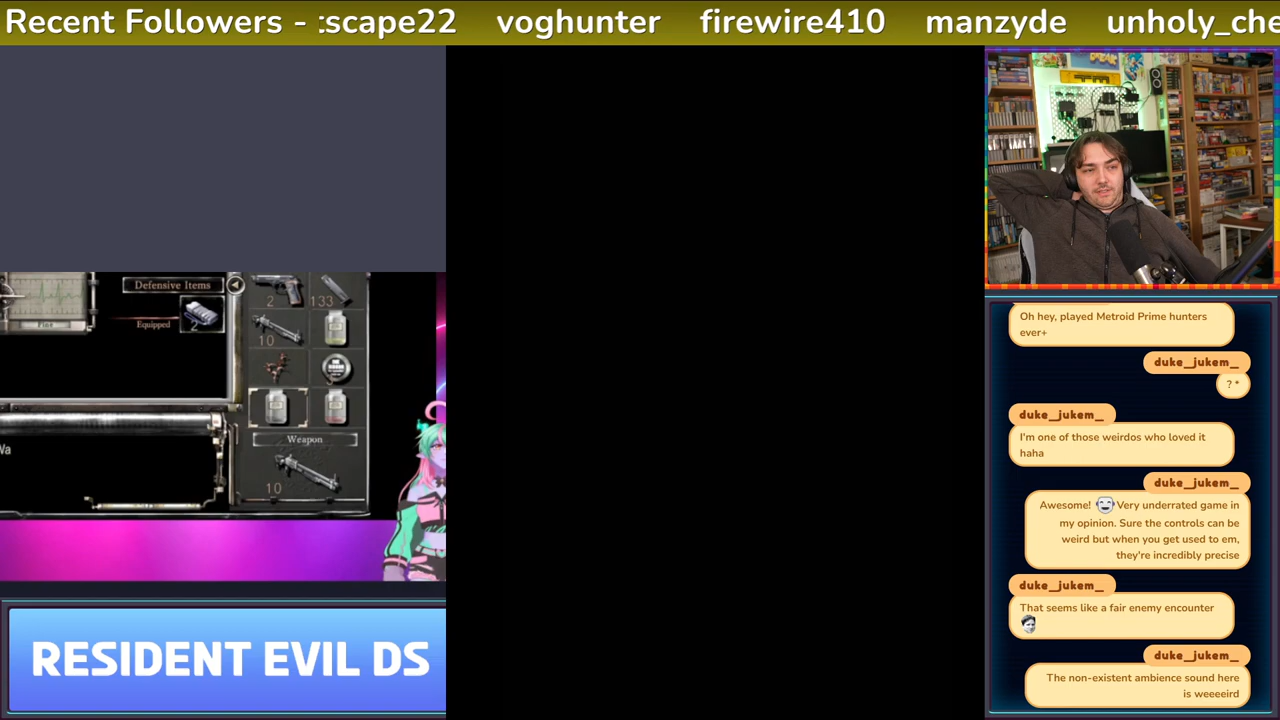 Recent Followers - :scape22 voghunter firewire410 manzyde unholy_che
Defensive Items
Equipped
2
Fine
2
133
10
Weapon
10
RESIDENT EVIL DS
Oh hey, played Metroid Prime hunters
ever+
duke_jukem_
? *
duke_jukem_
I'm one of those weirdos who loved it
haha
duke_jukem_
Awesome! Very underrated game in
my opinion. Sure the controls can be
weird but when you get used to em,
they're incredibly precise
duke_jukem_
That seems like a fair enemy encounter
duke_jukem_
The non-existent ambience sound here
is weeeeird